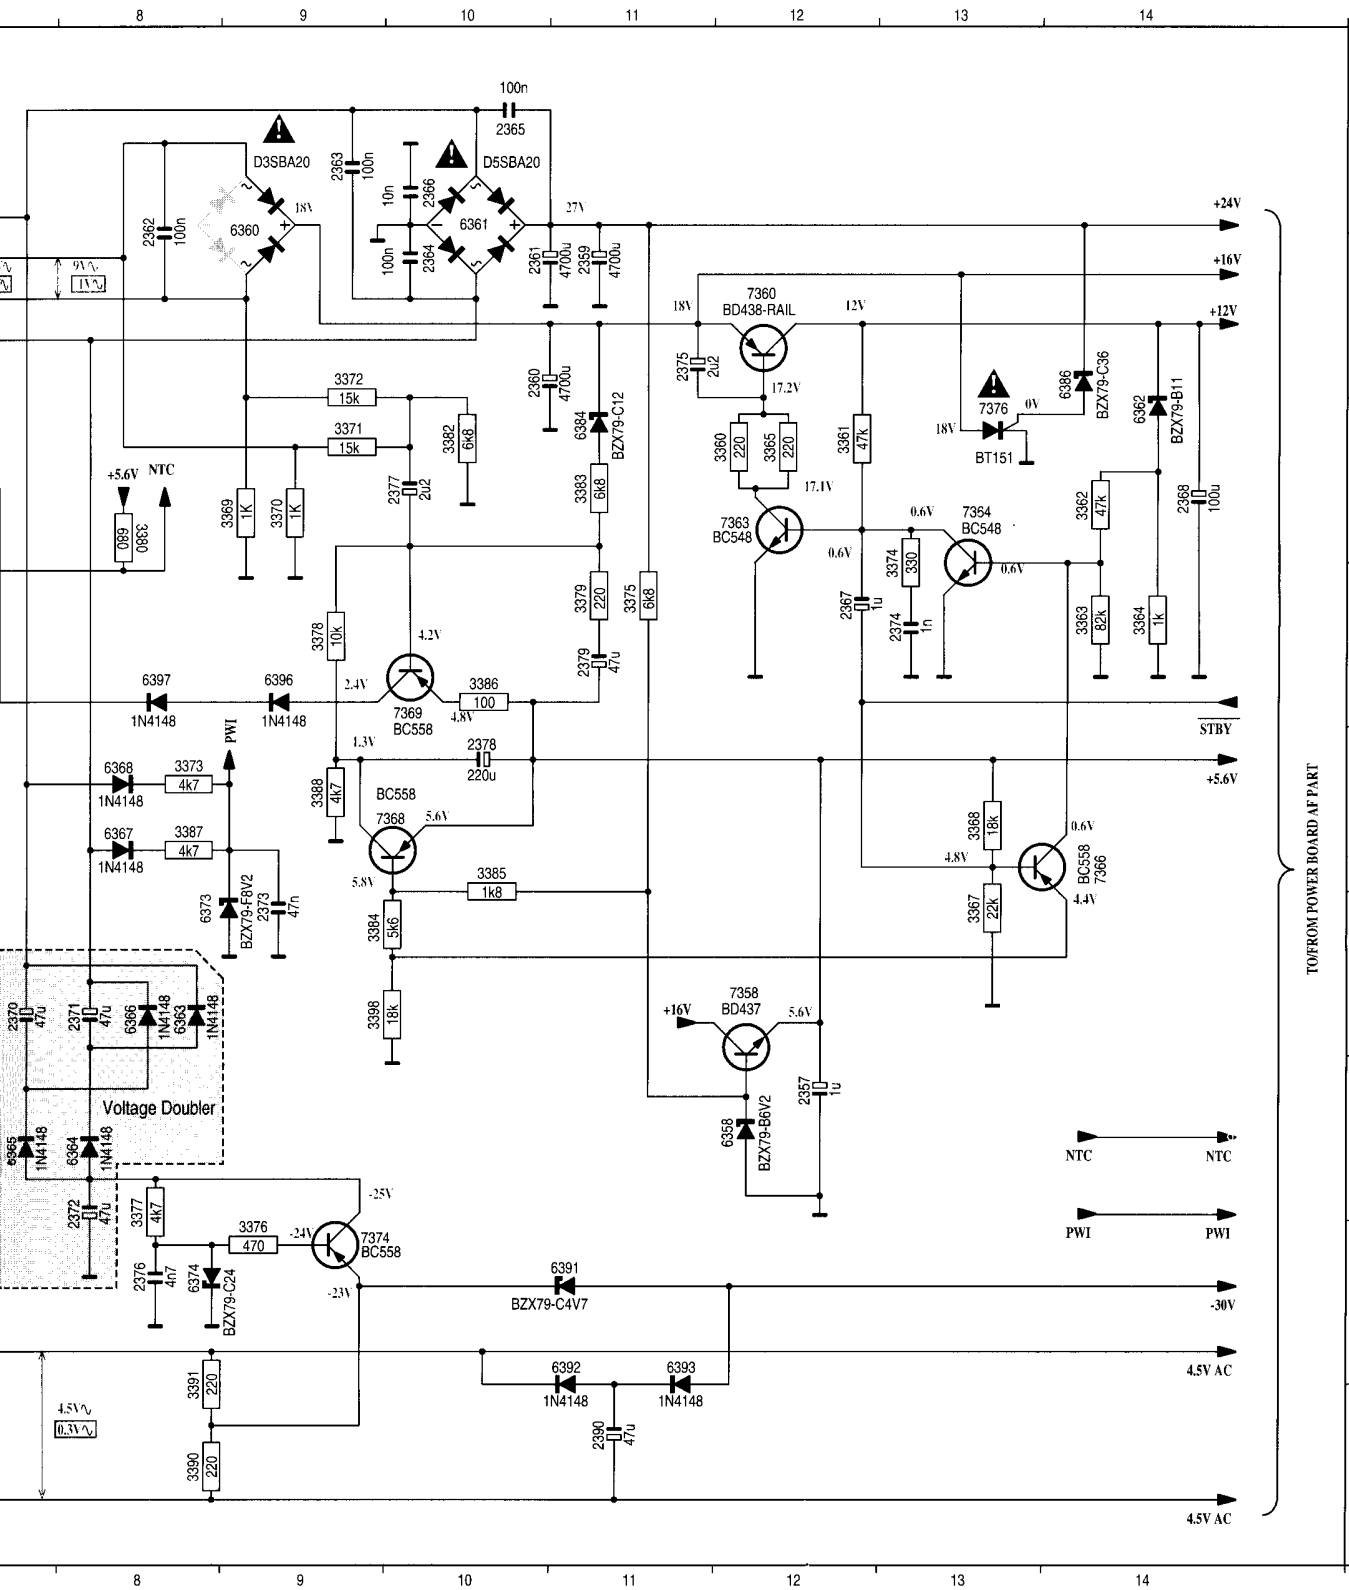 8 9 10 11 12 13 14
100n
2365
D3SBA20
2363
100n
D5SBA20
10n
2366
2362
100n
6360
18V
6361
27V
+24V
100n
2364
2361
4700u
2359
4700u
9V
1V
+16V
7360
BD438-RAIL
18V
12V
+12V
2375
2u2
17.2V
2360
4700u
6384
BZX79-C12
3372
15k
3371
15k
3382
6k8
3360
220
3365
220
3361
47k
7376
0V
18V
BT151
6386
BZX79-C36
6362
BZX79-B11
+5.6V
NTC
3380
680
3369
1K
3370
1K
2377
2u2
3383
6k8
17.1V
7363
BC548
0.6V
0.6V
7364
BC548
0.6V
3362
47k
2368
100u
3374
330
3378
10k
3379
220
3375
6k8
2367
1u
2374
1n
3363
82k
3364
1k
4.2V
2379
47u
6397
1N4148
6396
1N4148
2.4V
7369
BC558
3386
100
4.8V
STBY
PWI
1.3V
2378
220u
+5.6V
6368
1N4148
3373
4k7
3388
4k7
BC558
7368
5.6V
6367
1N4148
3387
4k7
3368
18k
0.6V
4.8V
BC558
7366
4.4V
5.8V
3385
1k8
6373
BZX79-F8V2
2373
47n
3384
5k6
3367
22k
TO/FROM POWER BOARD AF PART
2370
47u
2371
47u
6366
1N4148
6363
1N4148
3398
18k
+16V
7358
BD437
5.6V
Voltage Doubler
2357
1u
6358
BZX79-B6V2
6365
1N4148
6364
1N4148
NTC
NTC
2372
47u
3377
4k7
-25V
3376
470
-24V
7374
BC558
PWI
PWI
2376
4n7
6374
BZX79-C24
-23V
6391
BZX79-C4V7
-30V
3391
220
6392
1N4148
6393
1N4148
4.5V AC
4.5V
0.3V
3390
220
2390
47u
4.5V AC
8 9 10 11 12 13 14